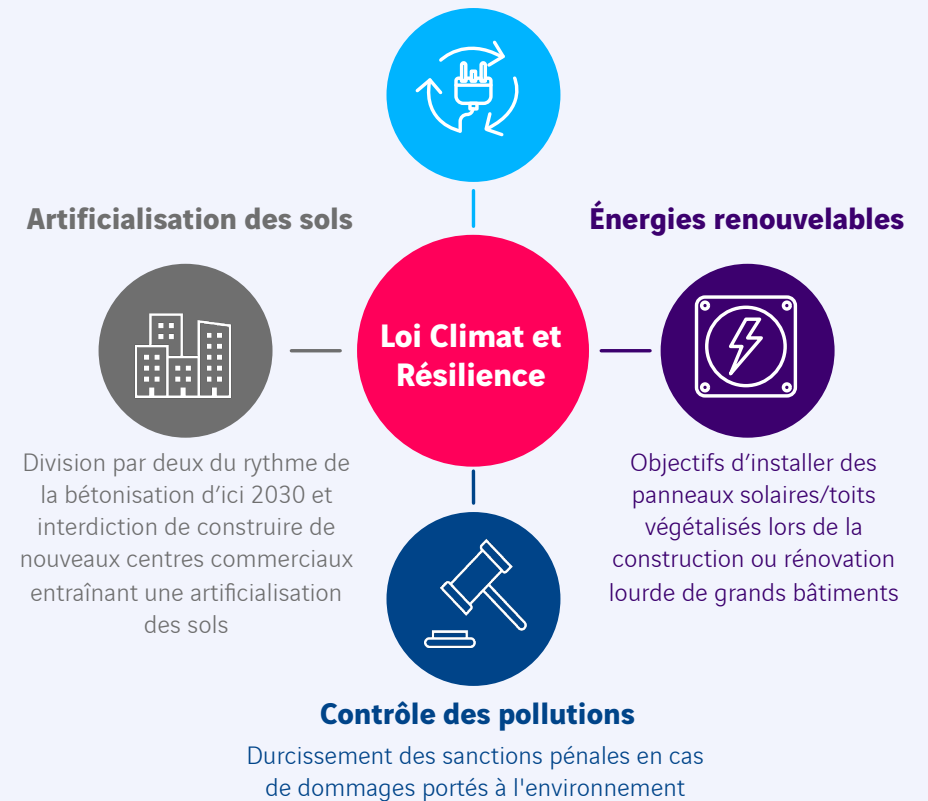 Artificialisation des sols
Énergies renouvelables
Loi Climat et
Résilience
Division par deux du rythme de
la bétonisation d’ici 2030 et
interdiction de construire de
nouveaux centres commerciaux
entraînant une artificialisation
des sols
Objectifs d’installer des
panneaux solaires/toits
végétalisés lors de la
construction ou rénovation
lourde de grands bâtiments
Contrôle des pollutions
Durcissement des sanctions pénales en cas
de dommages portés à l'environnement